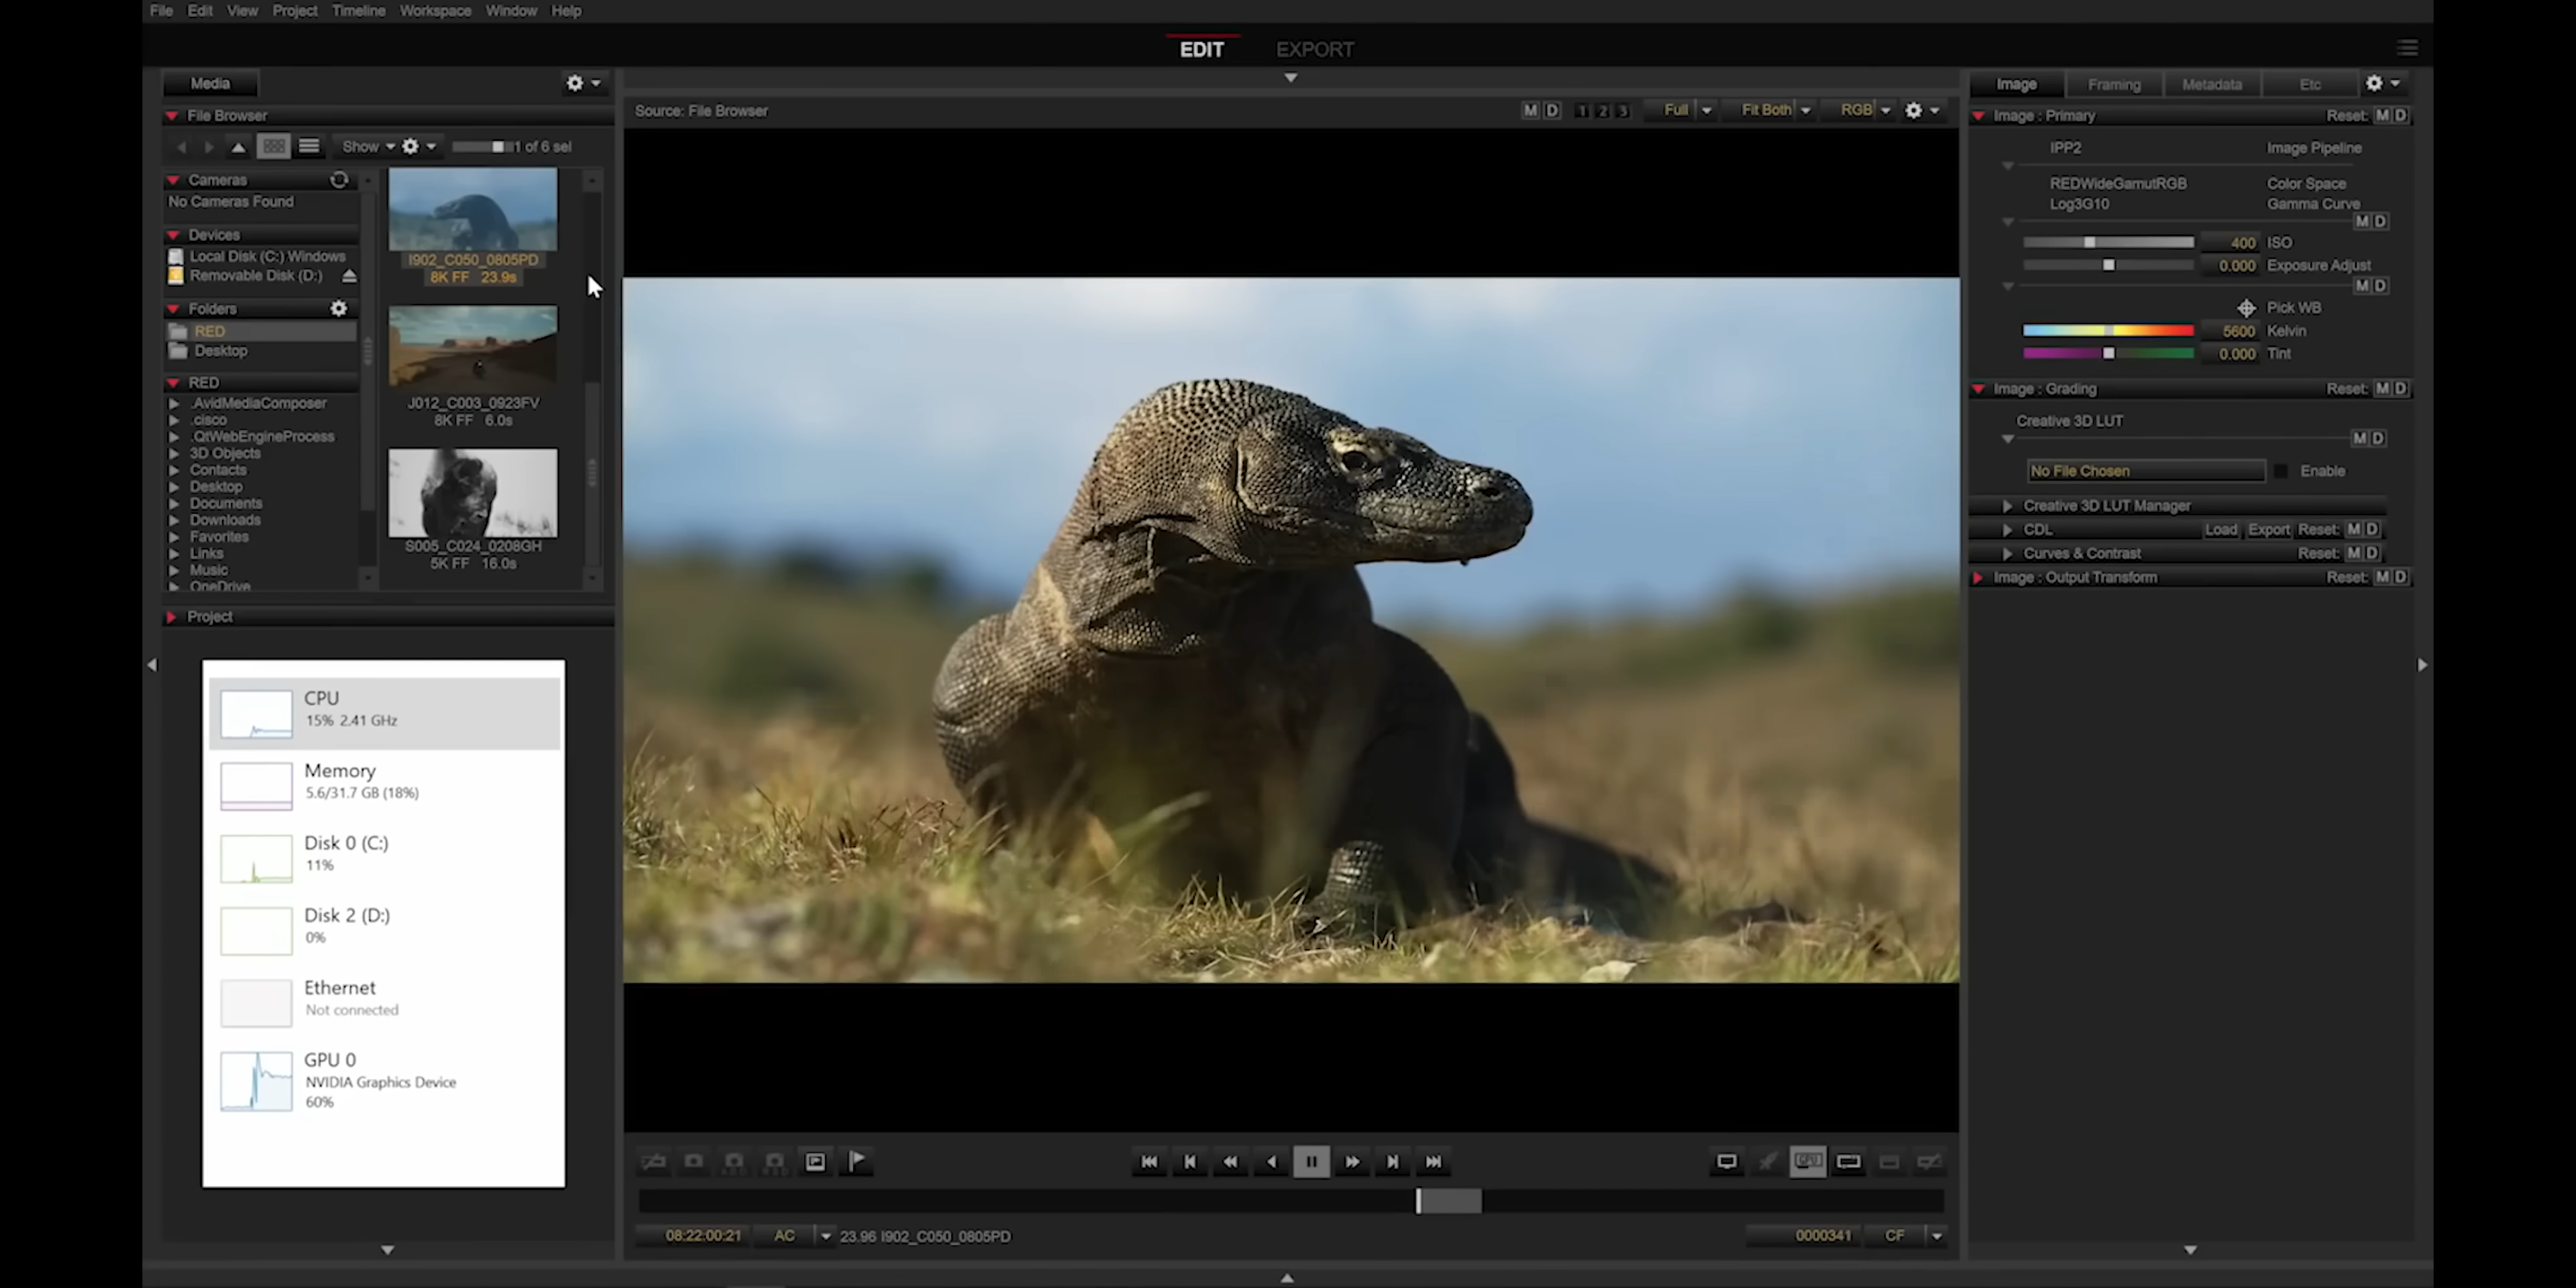 File Edit View Project Timeline Workspace Window Help
EDIT EXPORT
Media
File Browser
Show 1 of 6 sel
Cameras
No Cameras Found
Devices
Local Disk (C:) Windows
Removable Disk (D:)
Folders
RED
Desktop
RED
.AvidMediaComposer
.cisco
.QtWebEngineProcess
3D Objects
Contacts
Desktop
Documents
Downloads
Favorites
Links
Music
OneDrive
I902_C050_0805PD
8K FF 23.9s
J012_C003_0923FV
8K FF 6.0s
S005_C024_0208GH
5K FF 16.0s
Project
CPU
15% 2.41 GHz
Memory
5.6/31.7 GB (18%)
Disk 0 (C:)
11%
Disk 2 (D:)
0%
Ethernet
Not connected
GPU 0
NVIDIA Graphics Device
60%
Source: File Browser M D 1 2 3 Full Fit Both RGB
GPU
08:22:00:21 AC 23.96 I902_C050_0805PD 0000341 CF
Image Framing Metadata Etc
Image : Primary Reset: M D
IPP2 Image Pipeline
REDWideGamutRGB Color Space
Log3G10 Gamma Curve
M D
400 ISO
0.000 Exposure Adjust
M D
Pick WB
5600 Kelvin
0.000 Tint
Image : Grading Reset: M D
Creative 3D LUT
M D
No File Chosen Enable
Creative 3D LUT Manager
CDL Load Export Reset: M D
Curves & Contrast Reset: M D
Image : Output Transform Reset: M D